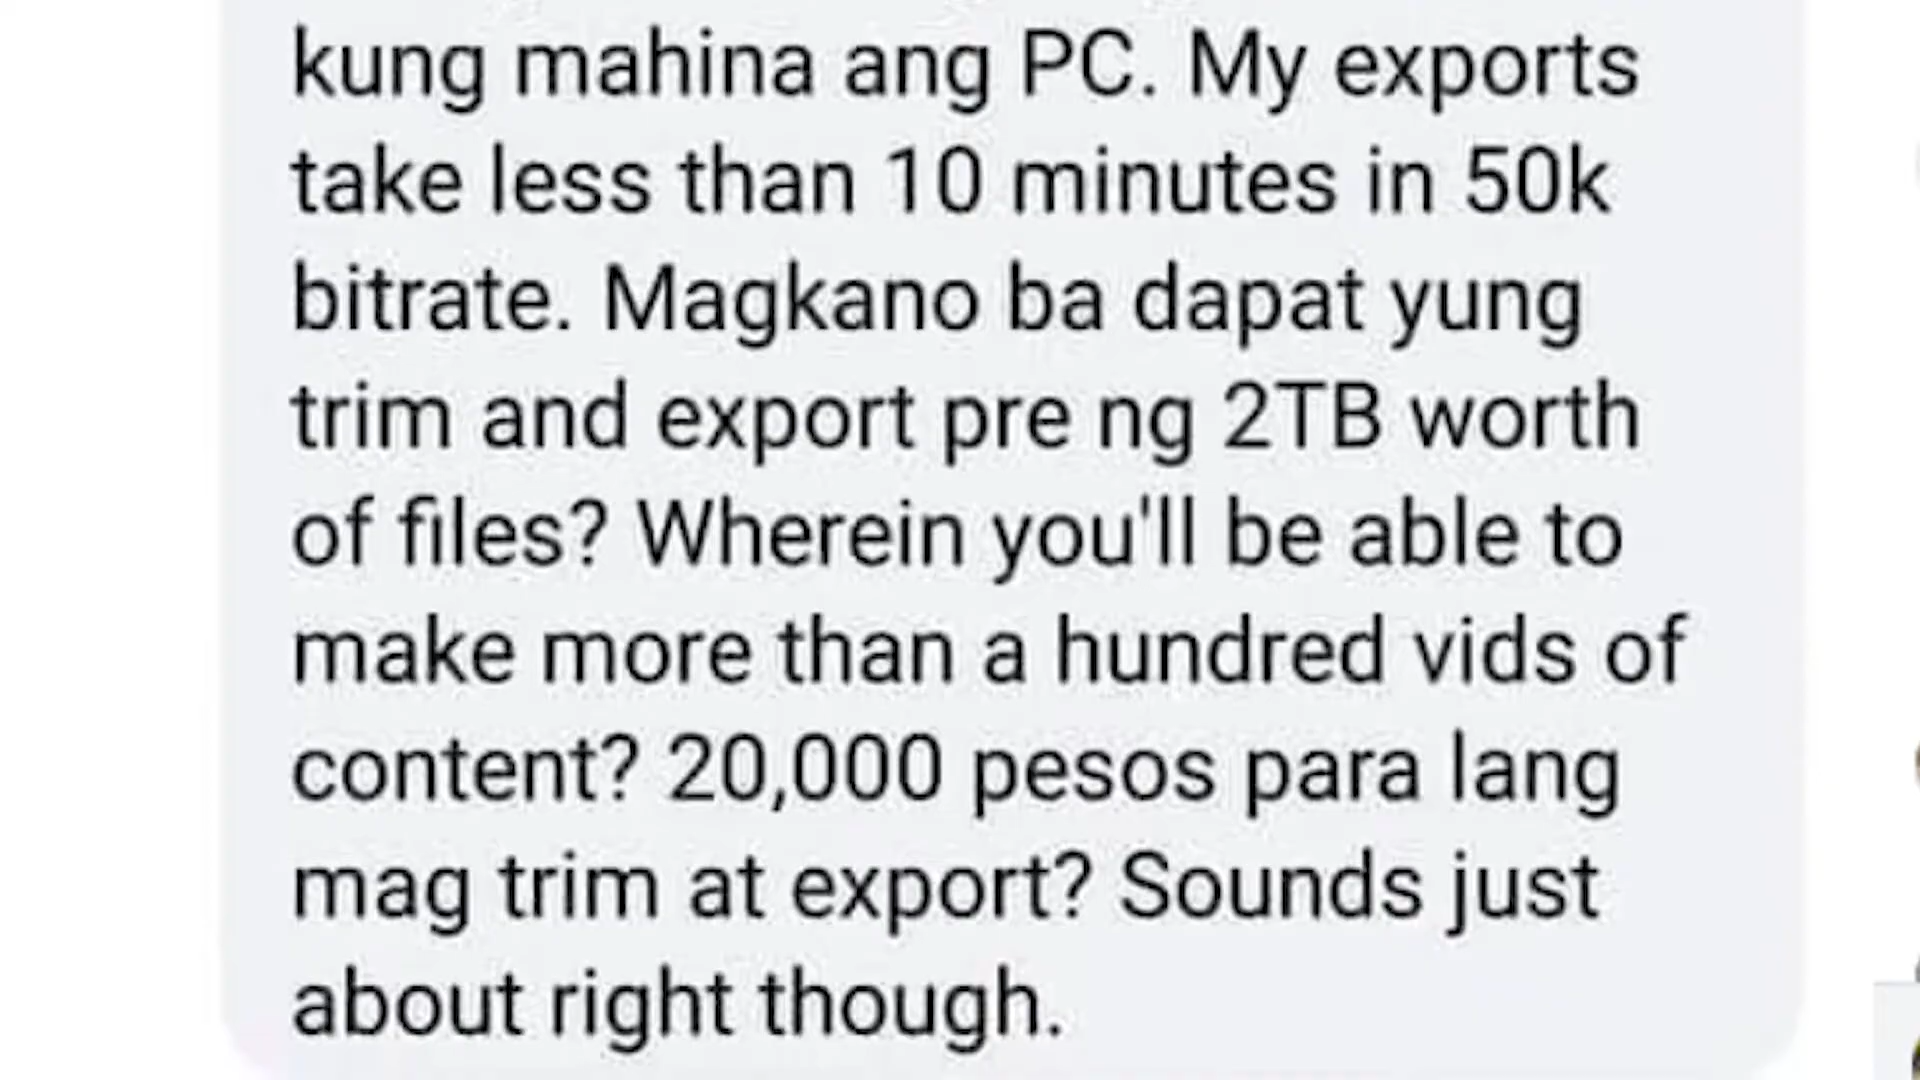 kung mahina ang PC. My exports
take less than 10 minutes in 50k
bitrate. Magkano ba dapat yung
trim and export pre ng 2TB worth
of files? Wherein you'll be able to
make more than a hundred vids of
content? 20,000 pesos para lang
mag trim at export? Sounds just
about right though.